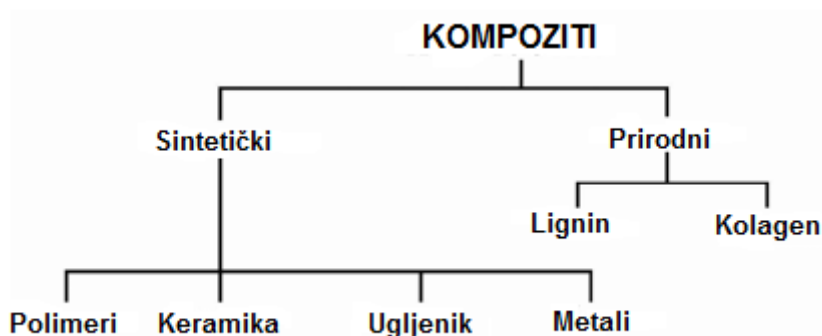 KOMPOZITI
Sintetički Prirodni
Lignin Kolagen
Polimeri Keramika Ugljenik Metali